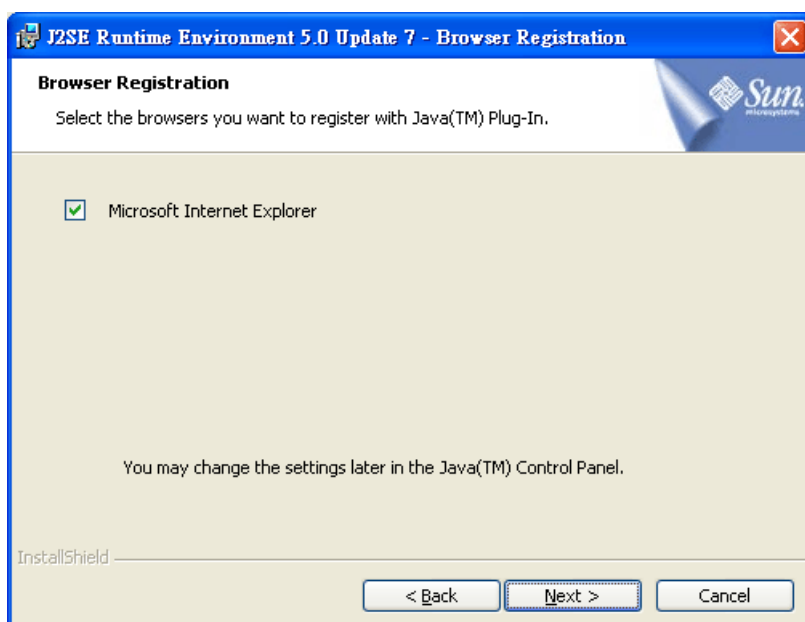 J2SE Runtime Environment 5.0 Update 7 - Browser Registration
Browser Registration
Select the browsers you want to register with Java(TM) Plug-In.
Sun
microsystems
Microsoft Internet Explorer
You may change the settings later in the Java(TM) Control Panel.
InstallShield
< Back
Next >
Cancel